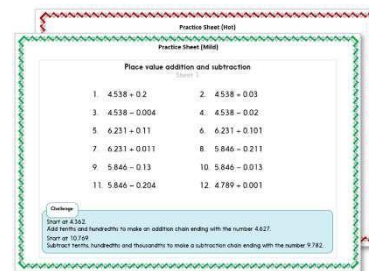 Practice Sheet (Hot)
Practice Sheet (Mild)
Place value addition and subtraction
Sheet 1
1. 4.538 + 0.2 2. 4.538 + 0.03
3. 4.538 – 0.004 4. 4.538 – 0.02
5. 6.231 + 0.11 6. 6.231 + 0.101
7. 6.231 + 0.011 8. 5.846 – 0.211
9. 5.846 – 0.13 10. 5.846 – 0.013
11. 5.846 – 0.204 12. 4.789 + 0.001
Challenge
Start at 4.362.
Add tenths and hundredths to make an addition chain ending with the number 4.627.
Start at 10.769.
Subtract tenths, hundredths and thousandths to make a subtraction chain ending with the number 9.782.